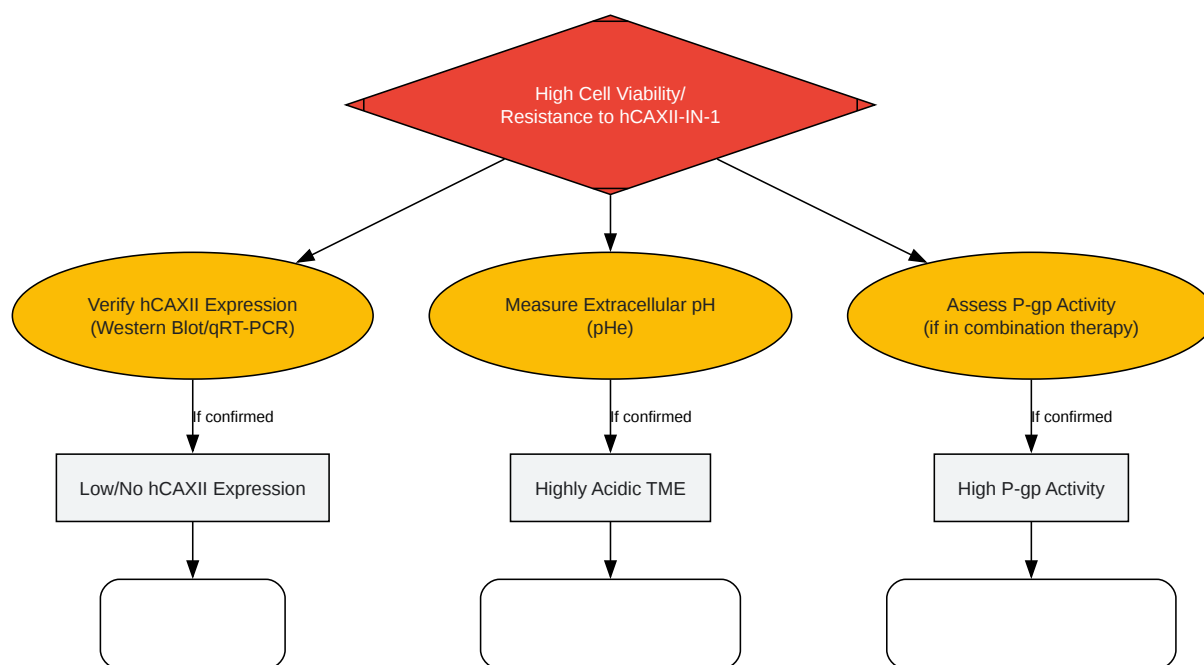 High Cell Viability/
Resistance to hCAXII-IN-1
Verify hCAXII Expression
(Western Blot/qRT-PCR)
Measure Extracellular pH
(pHe)
Assess P-gp Activity
(if in combination therapy)
If confirmed
If confirmed
If confirmed
Low/No hCAXII Expression
Highly Acidic TME
High P-gp Activity